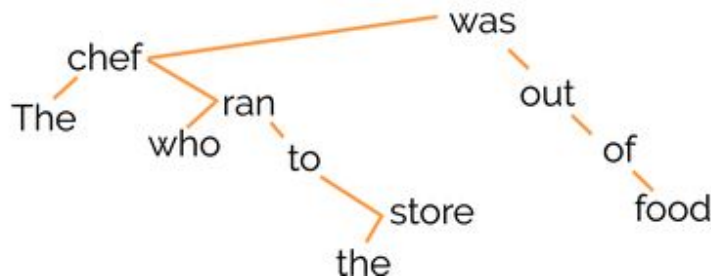 The chef who ran to the store was out of food